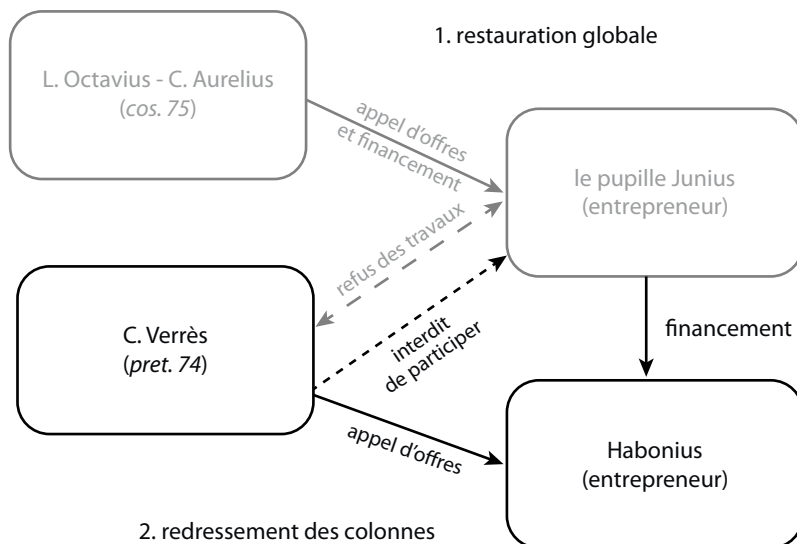 1. restauration globale
L. Octavius - C. Aurelius
(cos. 75)
appel d’offres
et financement
le pupille Junius
(entrepreneur)
refus des travaux
C. Verrès
(pret. 74)
interdit
de participer
financement
appel d’offres
Habonius
(entrepreneur)
2. redressement des colonnes